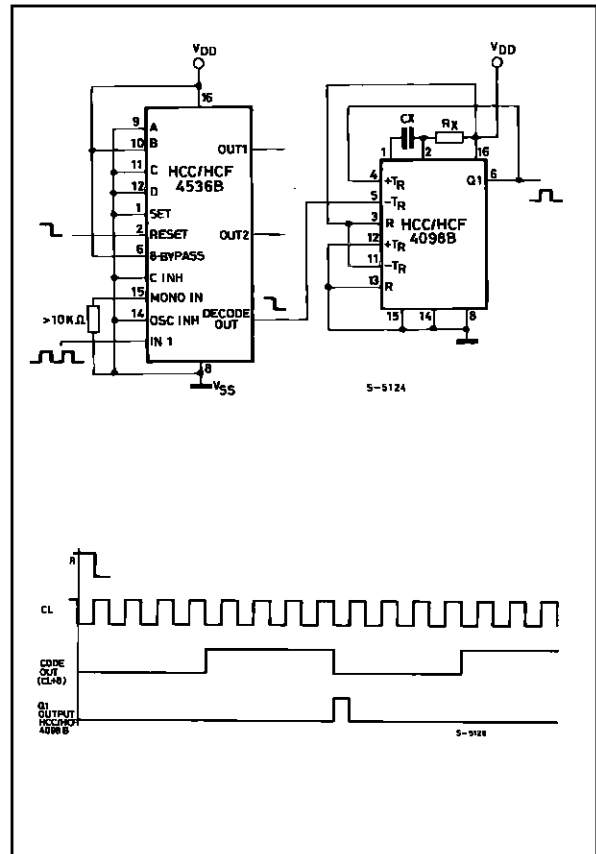 VDD
VDD
16
9 A
10 B
11 C
12 D
1 SET
2 RESET
6 8-BYPASS
C INH
15 MONO IN
14 OSC INH
IN 1
>10KΩ
HCC/HCF
4536B
OUT1
OUT2
DECODE
OUT
8
VSS
CX
RX
1
2
16
4 +TR
5 -TR
3 R
12 +TR
11 -TR
13 R
Q1 6
HCC/HCF
4098B
15
14
8
S-5124
R
CL
CODE
OUT
(CL÷8)
Q1
OUTPUT
HCC/HCF
4098B